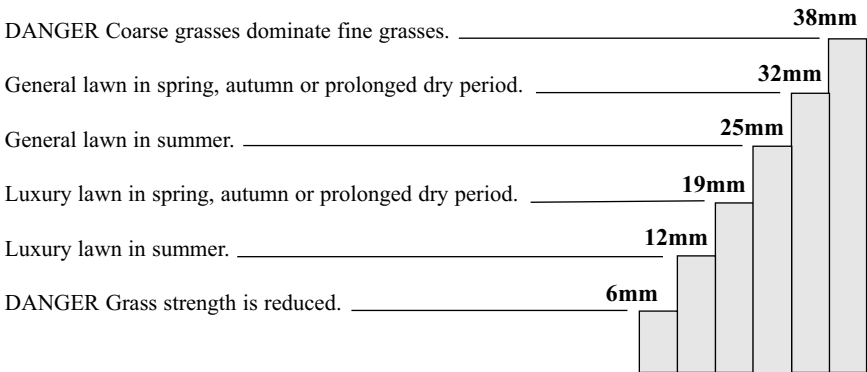 38mm
DANGER Coarse grasses dominate fine grasses.
32mm
General lawn in spring, autumn or prolonged dry period.
25mm
General lawn in summer.
19mm
Luxury lawn in spring, autumn or prolonged dry period.
12mm
Luxury lawn in summer.
6mm
DANGER Grass strength is reduced.